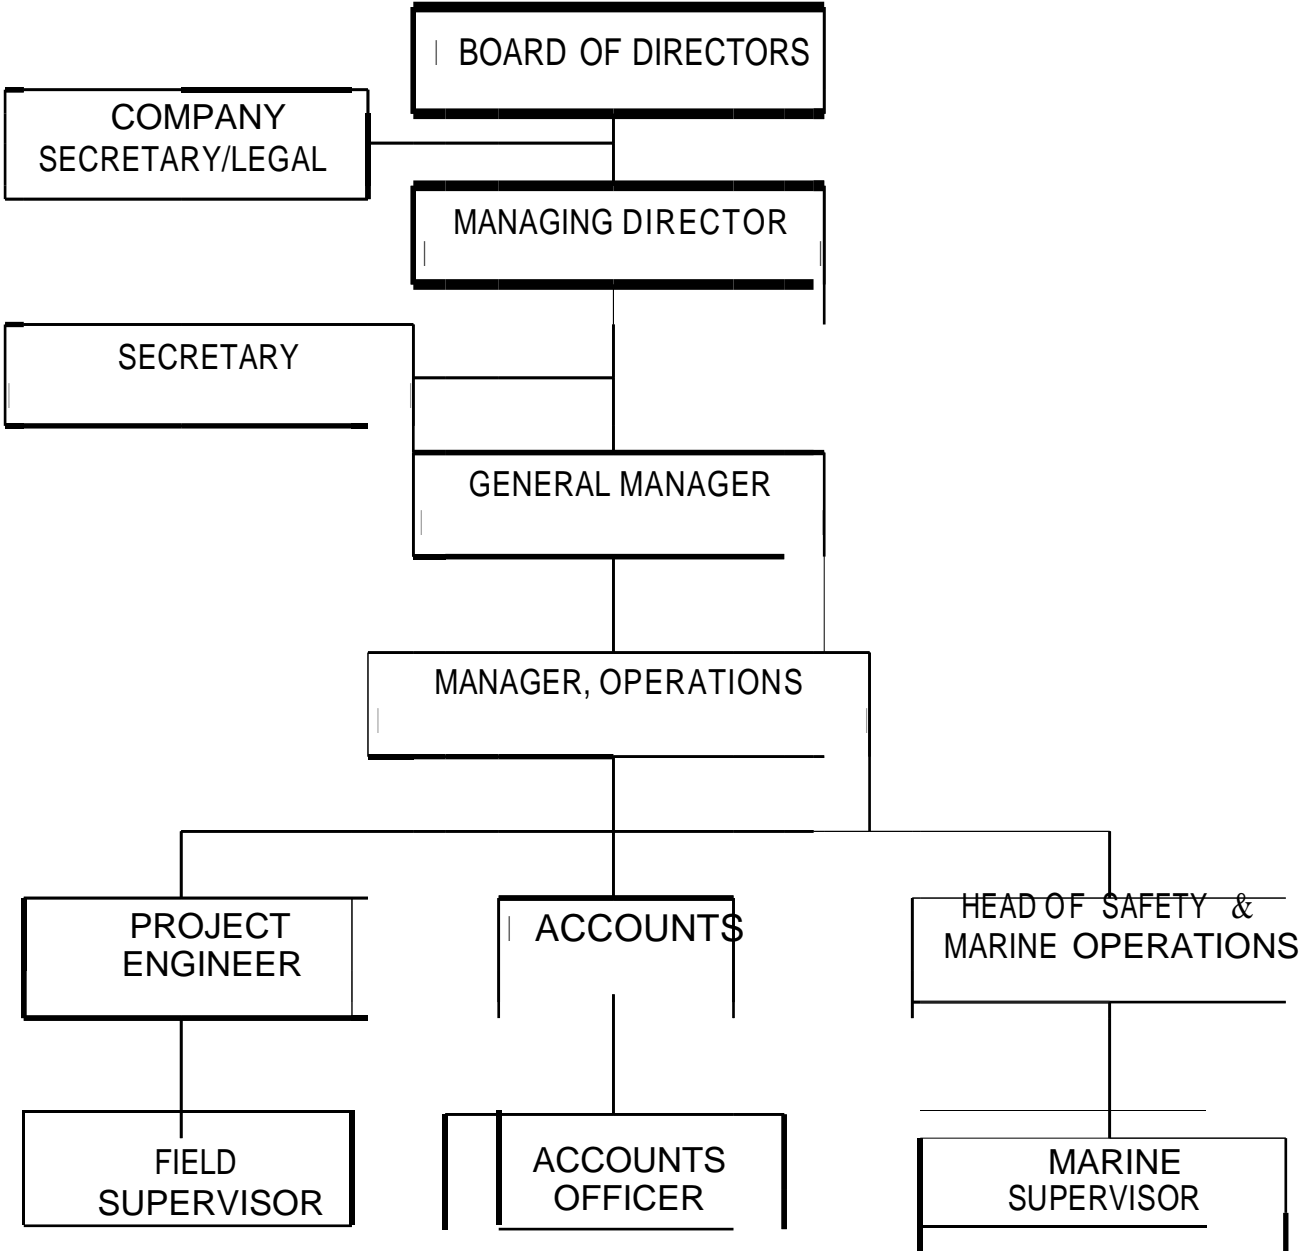 BOARD OF DIRECTORS
COMPANY
SECRETARY/LEGAL
MANAGING DIRECTOR
SECRETARY
GENERAL MANAGER
MANAGER, OPERATIONS
PROJECT
ENGINEER
ACCOUNTS
HEAD OF SAFETY &
MARINE OPERATIONS
FIELD
SUPERVISOR
ACCOUNTS
OFFICER
MARINE
SUPERVISOR